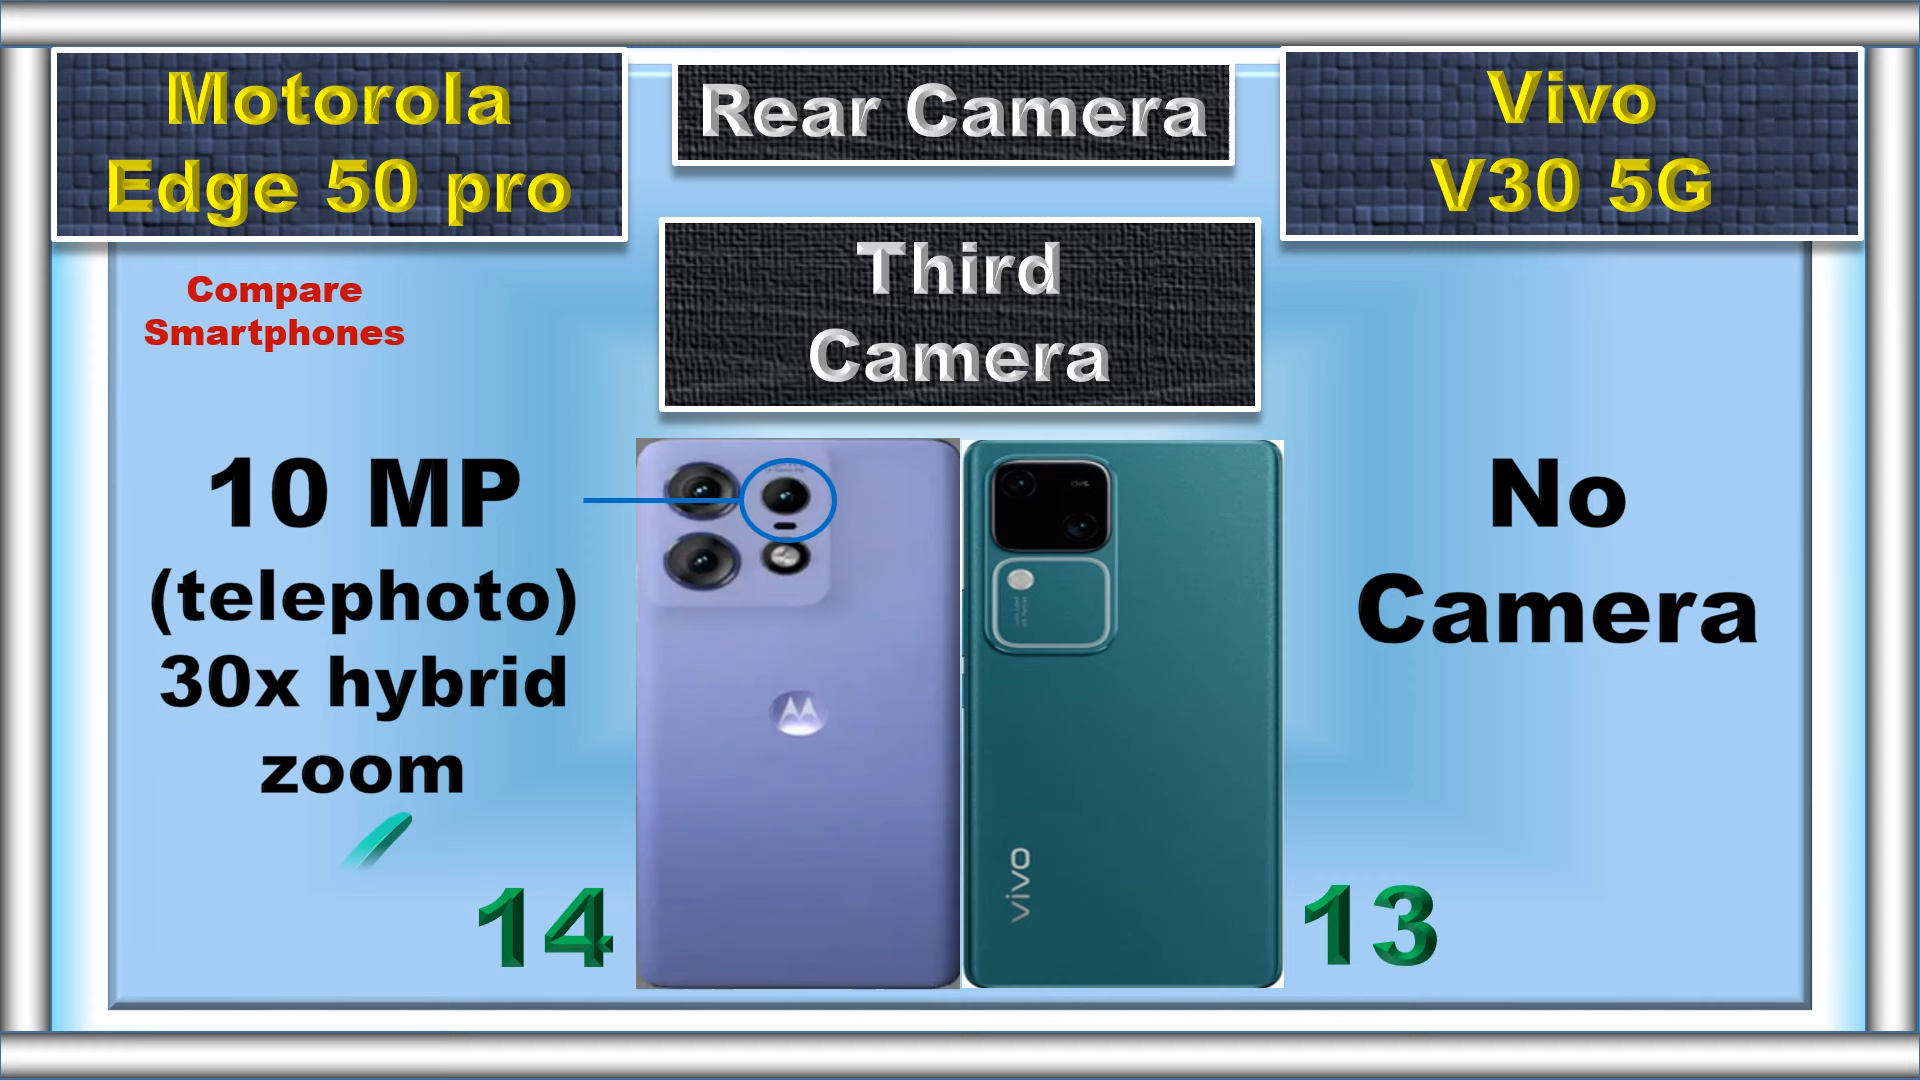 Motorola
Edge 50 pro
Rear Camera
Vivo
V30 5G
Third
Camera
Compare
Smartphones
10 MP
(telephoto)
30x hybrid
zoom
No
Camera
OIS
vivo
14
13